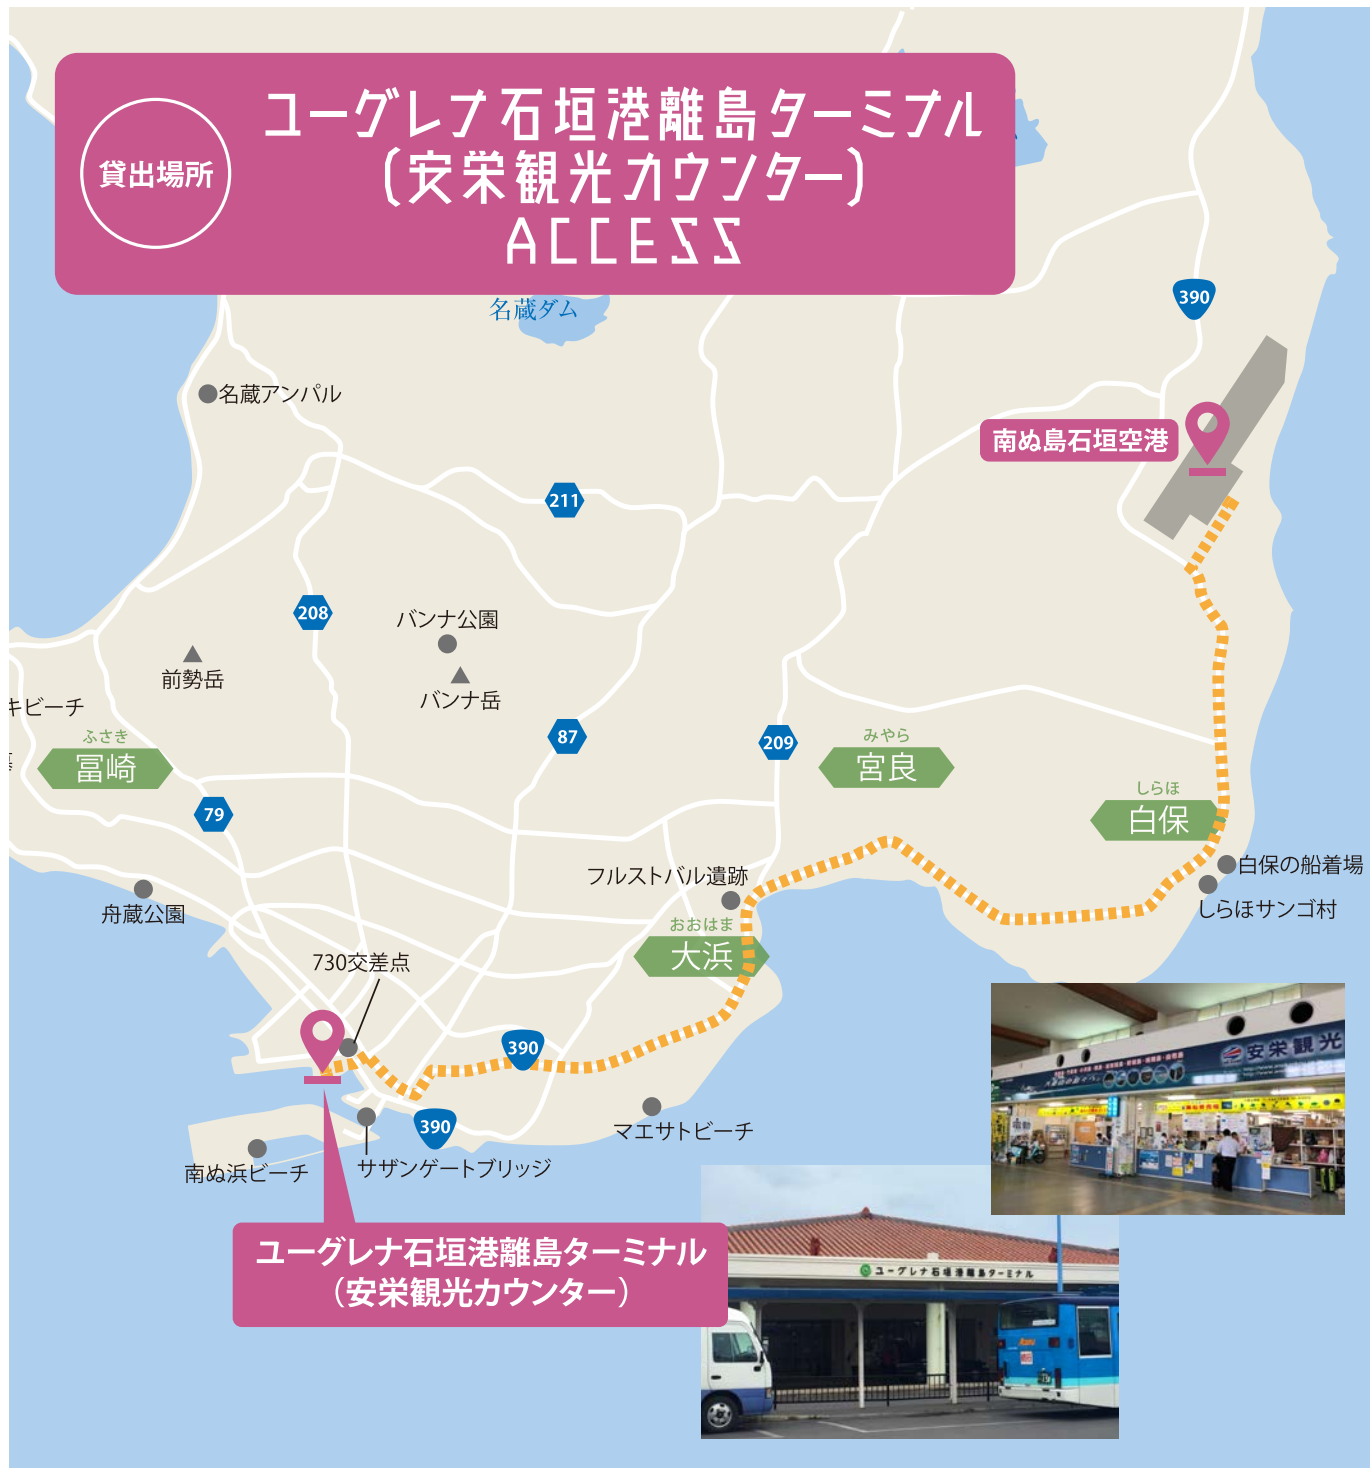 貸出場所
ユーグレナ石垣港離島ターミナル
(安栄観光カウンター)
ACCESS
名蔵ダム
390
名蔵アンパル
南ぬ島石垣空港
211
208
バンナ公園
前勢岳
バンナ岳
キビーチ
ふさき
冨崎
87
209
みやら
宮良
79
しらほ
白保
フルストバル遺跡
白保の船着場
しらほサンゴ村
舟蔵公園
おおはま
大浜
730交差点
390
390
マエサトビーチ
南ぬ浜ビーチ
サザンゲートブリッジ
安栄観光
ユーグレナ石垣港離島ターミナル
(安栄観光カウンター)
ユーグレナ石垣港離島ターミナル